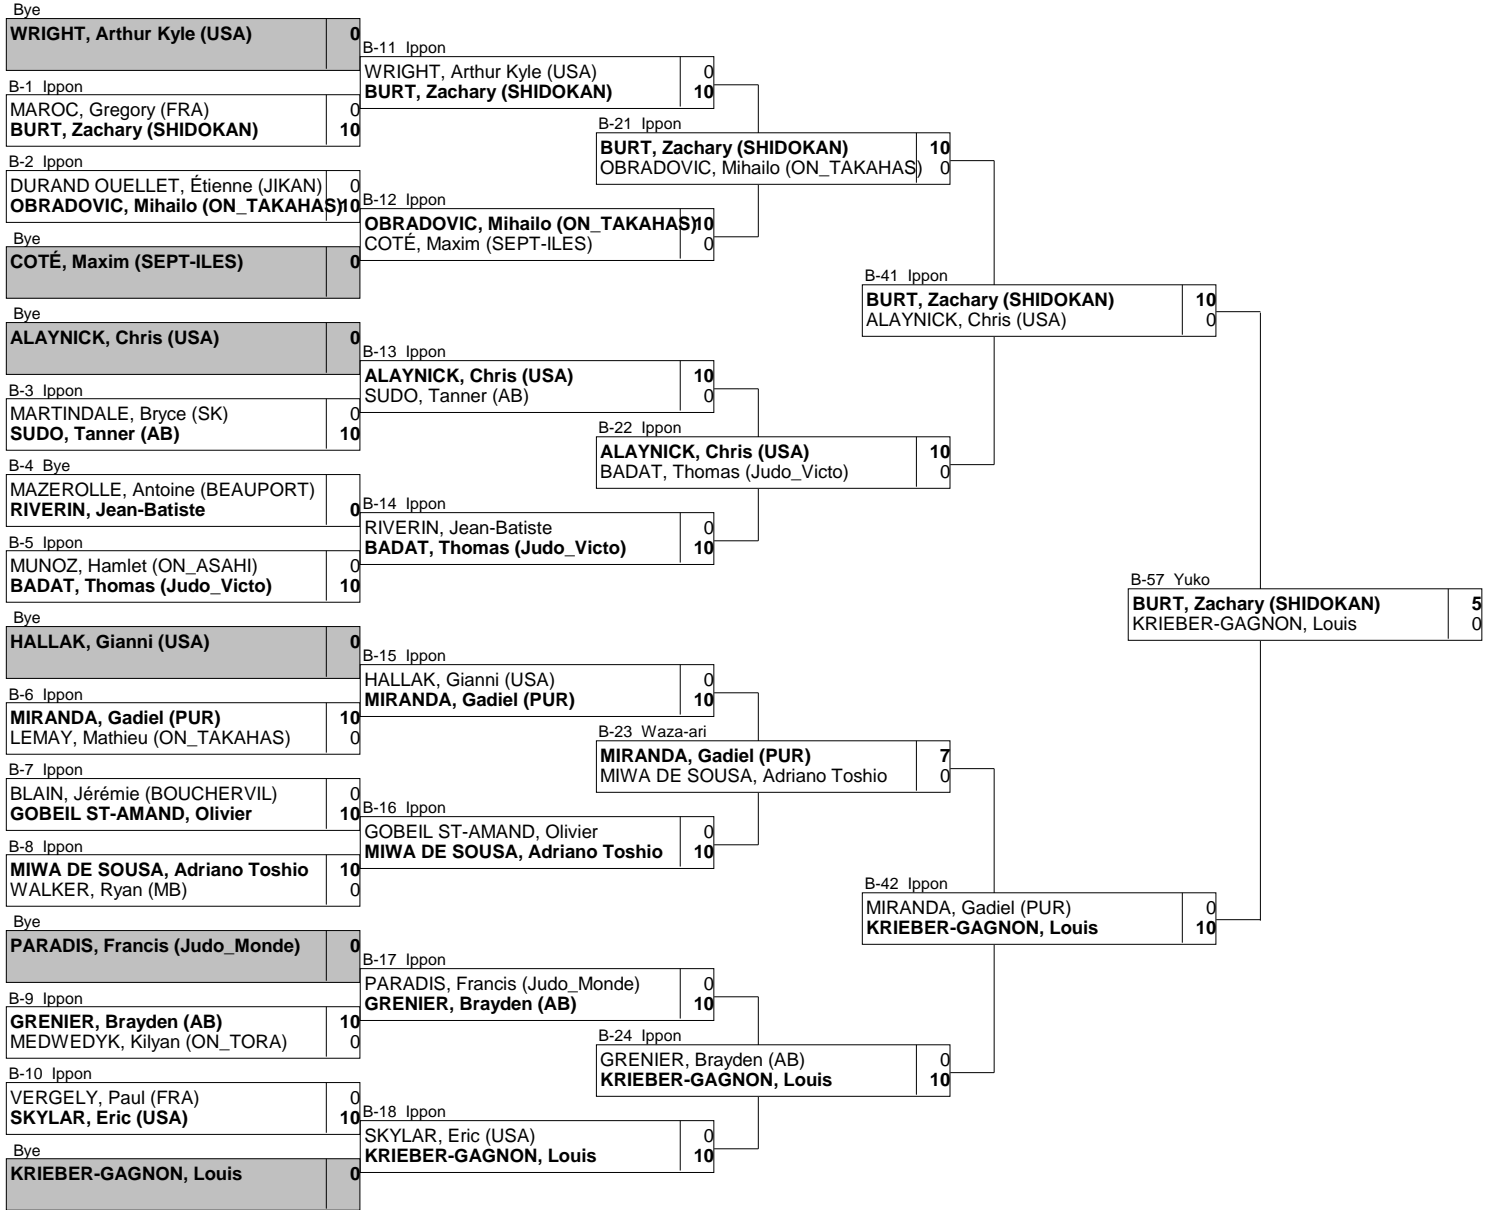 Bye
WRIGHT, Arthur Kyle (USA) 0
B-1 Ippon
MAROC, Gregory (FRA) 0
BURT, Zachary (SHIDOKAN) 10
B-2 Ippon
DURAND OUELLET, Étienne (JIKAN) 0
OBRADOVIC, Mihailo (ON_TAKAHAS) 10
Bye
COTÉ, Maxim (SEPT-ILES) 0
Bye
ALAYNICK, Chris (USA) 0
B-3 Ippon
MARTINDALE, Bryce (SK) 0
SUDO, Tanner (AB) 10
B-4 Bye
MAZEROLLE, Antoine (BEAUPORT)
RIVERIN, Jean-Batiste 0
B-5 Ippon
MUNOZ, Hamlet (ON_ASAHI) 0
BADAT, Thomas (Judo_Victo) 10
Bye
HALLAK, Gianni (USA) 0
B-6 Ippon
MIRANDA, Gadiel (PUR) 10
LEMAY, Mathieu (ON_TAKAHAS) 0
B-7 Ippon
BLAIN, Jérémie (BOUCHERVIL) 0
GOBEIL ST-AMAND, Olivier 10
B-8 Ippon
MIWA DE SOUSA, Adriano Toshio 10
WALKER, Ryan (MB) 0
Bye
PARADIS, Francis (Judo_Monde) 0
B-9 Ippon
GRENIER, Brayden (AB) 10
MEDWEDYK, Kilyan (ON_TORA) 0
B-10 Ippon
VERGELY, Paul (FRA) 0
SKYLAR, Eric (USA) 10
Bye
KRIEBER-GAGNON, Louis 0
B-11 Ippon
WRIGHT, Arthur Kyle (USA) 0
BURT, Zachary (SHIDOKAN) 10
B-12 Ippon
OBRADOVIC, Mihailo (ON_TAKAHAS) 10
COTÉ, Maxim (SEPT-ILES) 0
B-13 Ippon
ALAYNICK, Chris (USA) 10
SUDO, Tanner (AB) 0
B-14 Ippon
RIVERIN, Jean-Batiste 0
BADAT, Thomas (Judo_Victo) 10
B-15 Ippon
HALLAK, Gianni (USA) 0
MIRANDA, Gadiel (PUR) 10
B-16 Ippon
GOBEIL ST-AMAND, Olivier 0
MIWA DE SOUSA, Adriano Toshio 10
B-17 Ippon
PARADIS, Francis (Judo_Monde) 0
GRENIER, Brayden (AB) 10
B-18 Ippon
SKYLAR, Eric (USA) 0
KRIEBER-GAGNON, Louis 10
B-21 Ippon
BURT, Zachary (SHIDOKAN) 10
OBRADOVIC, Mihailo (ON_TAKAHAS) 0
B-22 Ippon
ALAYNICK, Chris (USA) 10
BADAT, Thomas (Judo_Victo) 0
B-23 Waza-ari
MIRANDA, Gadiel (PUR) 7
MIWA DE SOUSA, Adriano Toshio 0
B-24 Ippon
GRENIER, Brayden (AB) 0
KRIEBER-GAGNON, Louis 10
B-41 Ippon
BURT, Zachary (SHIDOKAN) 10
ALAYNICK, Chris (USA) 0
B-42 Ippon
MIRANDA, Gadiel (PUR) 0
KRIEBER-GAGNON, Louis 10
B-57 Yuko
BURT, Zachary (SHIDOKAN) 5
KRIEBER-GAGNON, Louis 0